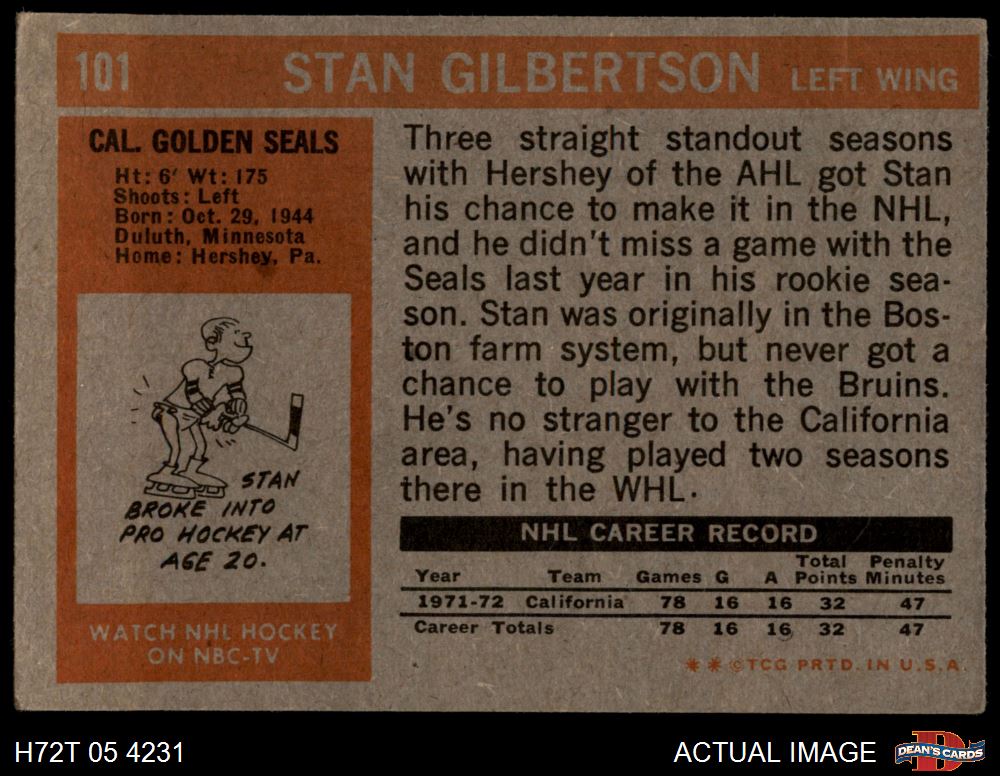 101 STAN GILBERTSON LEFT WING
CAL. GOLDEN SEALS
Ht: 6' Wt: 175
Shoots: Left
Born: Oct. 29, 1944
Duluth, Minnesota
Home: Hershey, Pa.
STAN
BROKE INTO
PRO HOCKEY AT
AGE 20.
WATCH NHL HOCKEY
ON NBC-TV
Three straight standout seasons
with Hershey of the AHL got Stan
his chance to make it in the NHL,
and he didn't miss a game with the
Seals last year in his rookie sea-
son. Stan was originally in the Bos-
ton farm system, but never got a
chance to play with the Bruins.
He's no stranger to the California
area, having played two seasons
there in the WHL.
NHL CAREER RECORD
Total Penalty
Year Team Games G A Points Minutes
1971-72 California 78 16 16 32 47
Career Totals 78 16 16 32 47
* * ©TCG PRTD. IN U.S.A.
H72T 05 4231 ACTUAL IMAGE DEAN'S CARDS